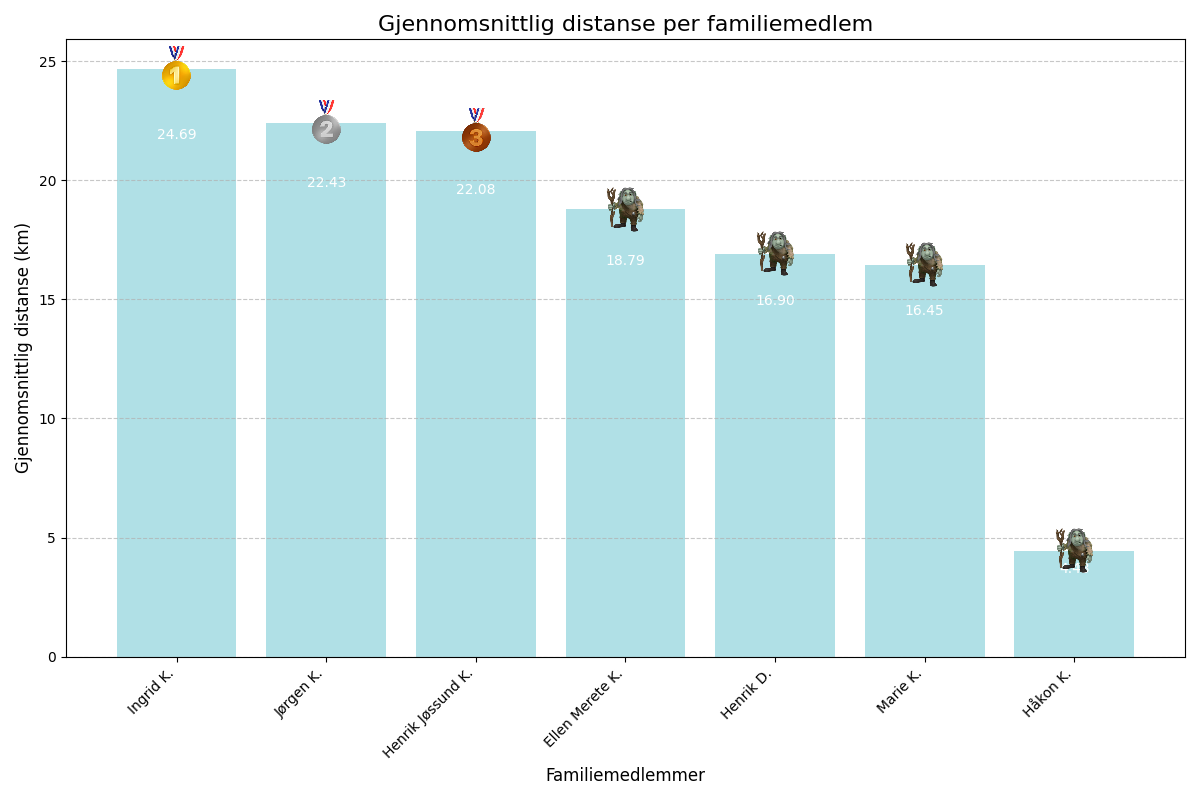 Gjennomsnittlig distanse per familiemedlem
Gjennomsnittlig distanse (km)
25
20
15
10
5
0
1
2
3
24.69
22.43
22.08
18.79
16.90
16.45
Ingrid K.
Jørgen K.
Henrik Jøssund K.
Ellen Merete K.
Henrik D.
Marie K.
Håkon K.
Familiemedlemmer